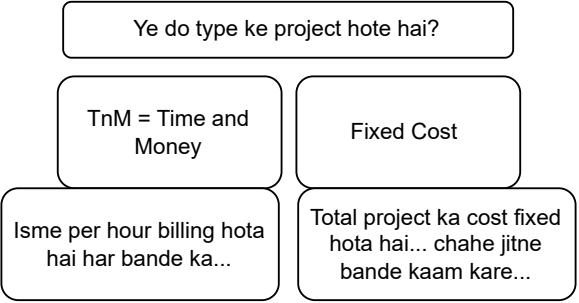 Ye do type ke project hote hai?
TnM = Time and
Money
Fixed Cost
Isme per hour billing hota
hai har bande ka...
Total project ka cost fixed
hota hai... chahe jitne
bande kaam kare...